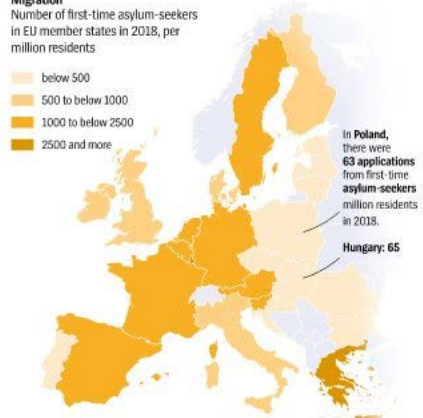 Migration
Number of first-time asylum-seekers
in EU member states in 2018, per
million residents
below 500
500 to below 1000
1000 to below 2500
2500 and more
In Poland,
there were
63 applications
from first-time
asylum-seekers
million residents
in 2018.
Hungary: 65